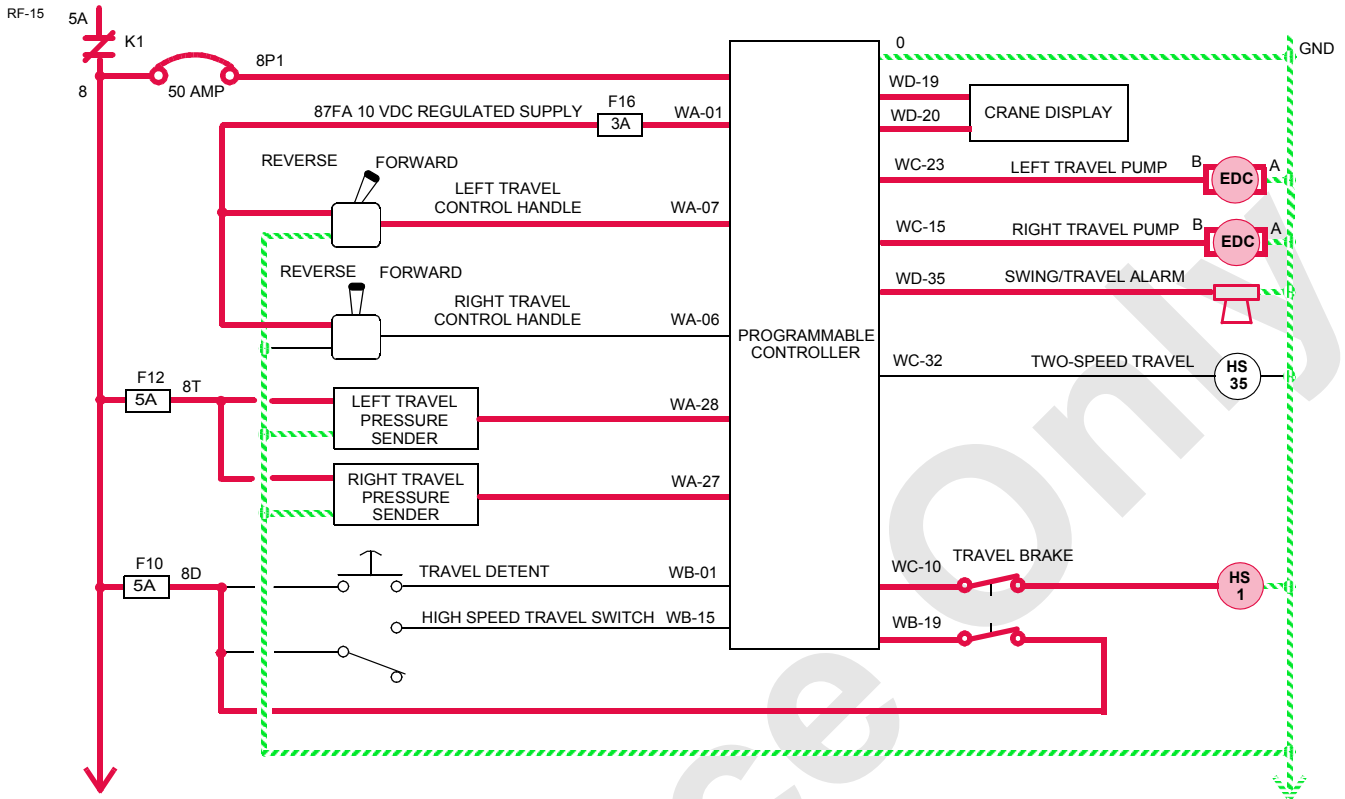 RF-15
5A
K1
8
50 AMP
8P1
87FA 10 VDC REGULATED SUPPLY
F16
3A
WA-01
REVERSE
FORWARD
LEFT TRAVEL
CONTROL HANDLE
WA-07
REVERSE
FORWARD
RIGHT TRAVEL
CONTROL HANDLE
WA-06
F12
5A
8T
LEFT TRAVEL
PRESSURE
SENDER
WA-28
RIGHT TRAVEL
PRESSURE
SENDER
WA-27
F10
5A
8D
TRAVEL DETENT
WB-01
HIGH SPEED TRAVEL SWITCH
WB-15
PROGRAMMABLE
CONTROLLER
0
GND
WD-19
WD-20
CRANE DISPLAY
WC-23
LEFT TRAVEL PUMP
B
EDC
A
WC-15
RIGHT TRAVEL PUMP
B
EDC
A
WD-35
SWING/TRAVEL ALARM
WC-32
TWO-SPEED TRAVEL
HS
35
WC-10
TRAVEL BRAKE
HS
1
WB-19
ce Only